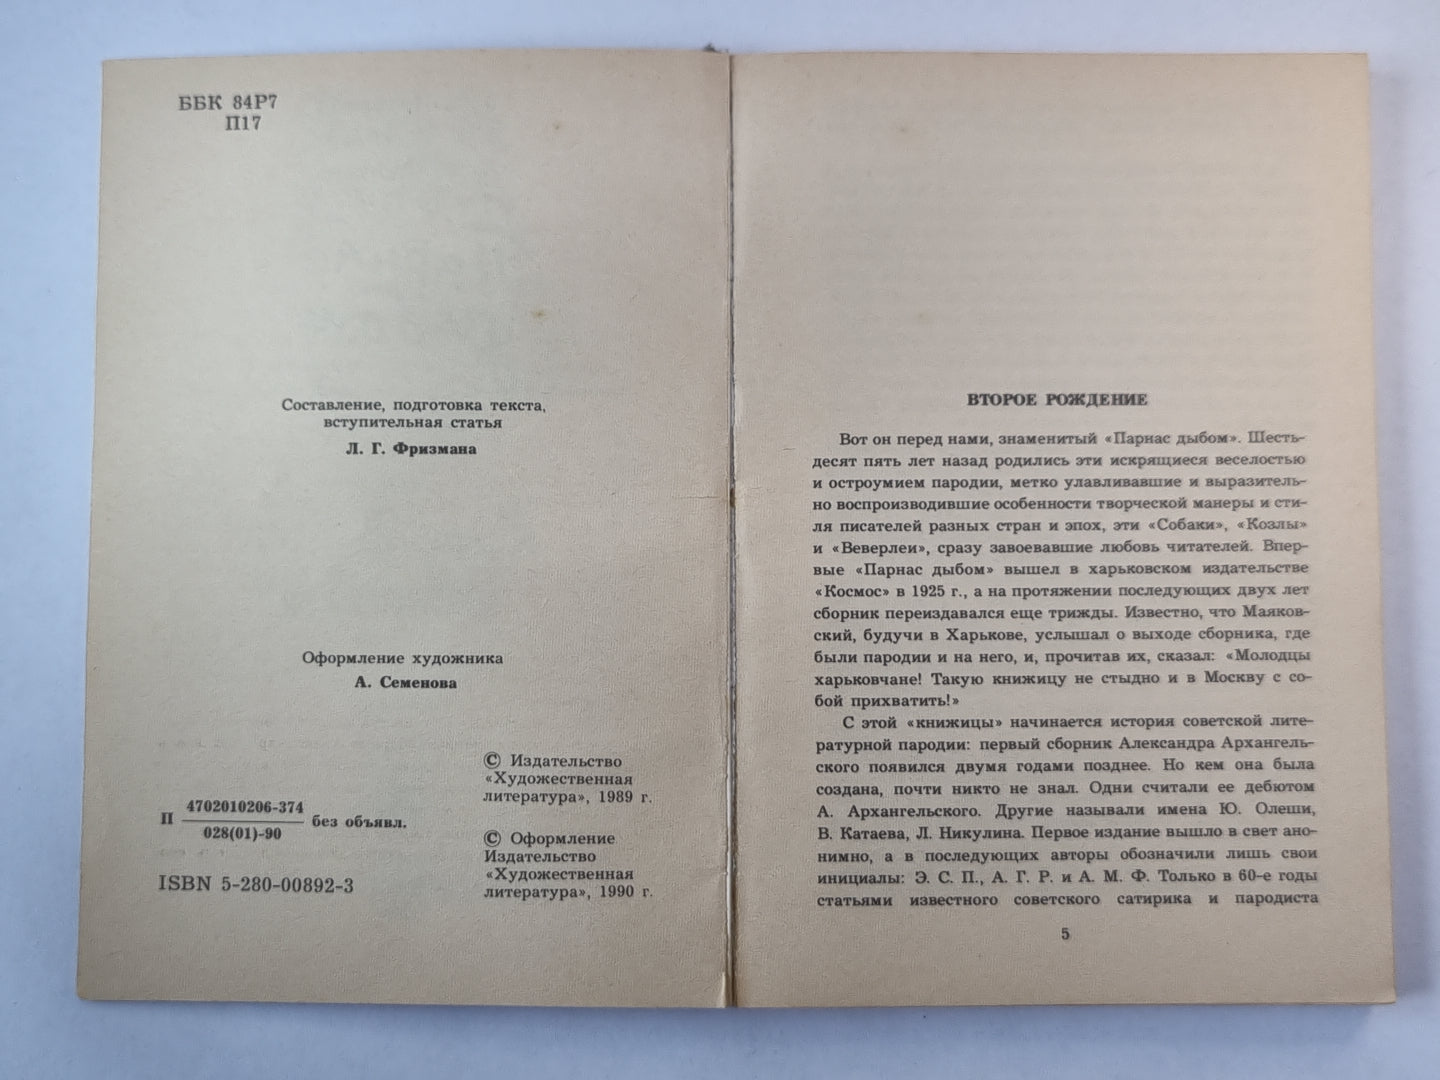 ББК 84Р7
П17
Составление, подготовка текста,
вступительная статья
Л. Г. Фризмана
Оформление художника
А. Семенова
П 4702010206-374
028(01)-90 без объявл.
ISBN 5-280-00892-3
© Издательство
«Художественная
литература», 1989 г.
© Оформление
Издательство
«Художественная
литература», 1990 г.
ВТОРОЕ РОЖДЕНИЕ
Вот он перед нами, знаменитый «Парнас дыбом». Шесть-
десят пять лет назад родились эти искрящиеся веселостью
и остроумием пародии, метко улавливавшие и выразитель-
но воспроизводившие особенности творческой манеры и сти-
ля писателей разных стран и эпох, эти «Собаки», «Козлы»
и «Веверлеи», сразу завоевавшие любовь читателей. Впер-
вые «Парнас дыбом» вышел в харьковском издательстве
«Космос» в 1925 г., а на протяжении последующих двух лет
сборник переиздавался еще трижды. Известно, что Маяков-
ский, будучи в Харькове, услышал о выходе сборника, где
были пародии и на него, и, прочитав их, сказал: «Молодцы
харьковчане! Такую книжицу не стыдно и в Москву с со-
бой прихватить!»
С этой «книжицы» начинается история советской лите-
ратурной пародии: первый сборник Александра Архангель-
ского появился двумя годами позднее. Но кем она была
создана, почти никто не знал. Одни считали ее дебютом
А. Архангельского. Другие называли имена Ю. Олеши,
В. Катаева, Л. Никулина. Первое издание вышло в свет ано-
нимно, а в последующих авторы обозначили лишь свои
инициалы: Э. С. П., А. Г. Р. и А. М. Ф. Только в 60-е годы
статьями известного советского сатирика и пародиста
5